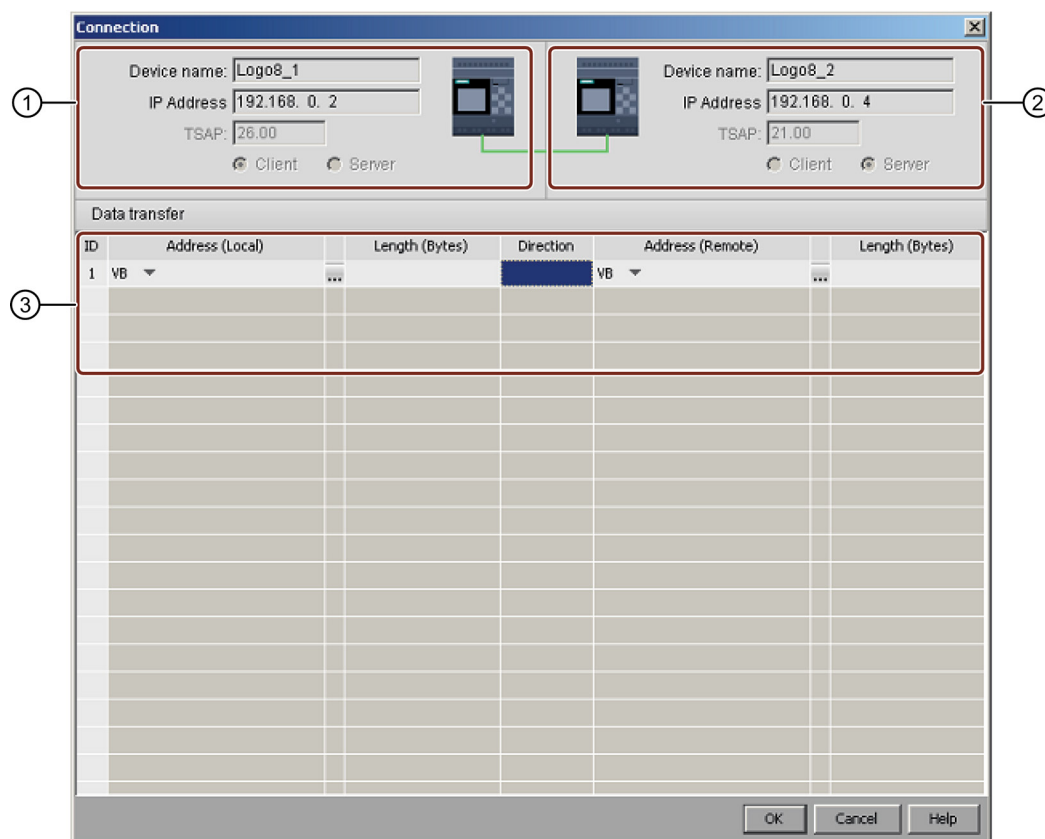 Connection
Device name: Logo8_1
IP Address 192.168. 0. 2
TSAP: 26.00
Client Server
Device name: Logo8_2
IP Address 192.168. 0. 4
TSAP: 21.00
Client Server
1
2
Data transfer
ID Address (Local) Length (Bytes) Direction Address (Remote) Length (Bytes)
1 VB ... VB ...
3
OK Cancel Help